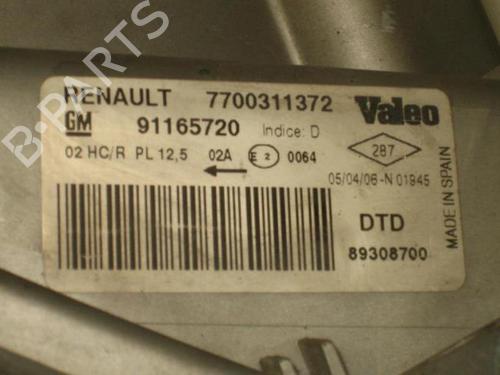 RENAULT 7700311372 Valeo
GM 91165720 Indice: D
02 HC/R PL 12,5 02A E 2 0064 287
05/04/06-N 01945
DTD
89308700
MADE IN SPAIN
B-PARTS